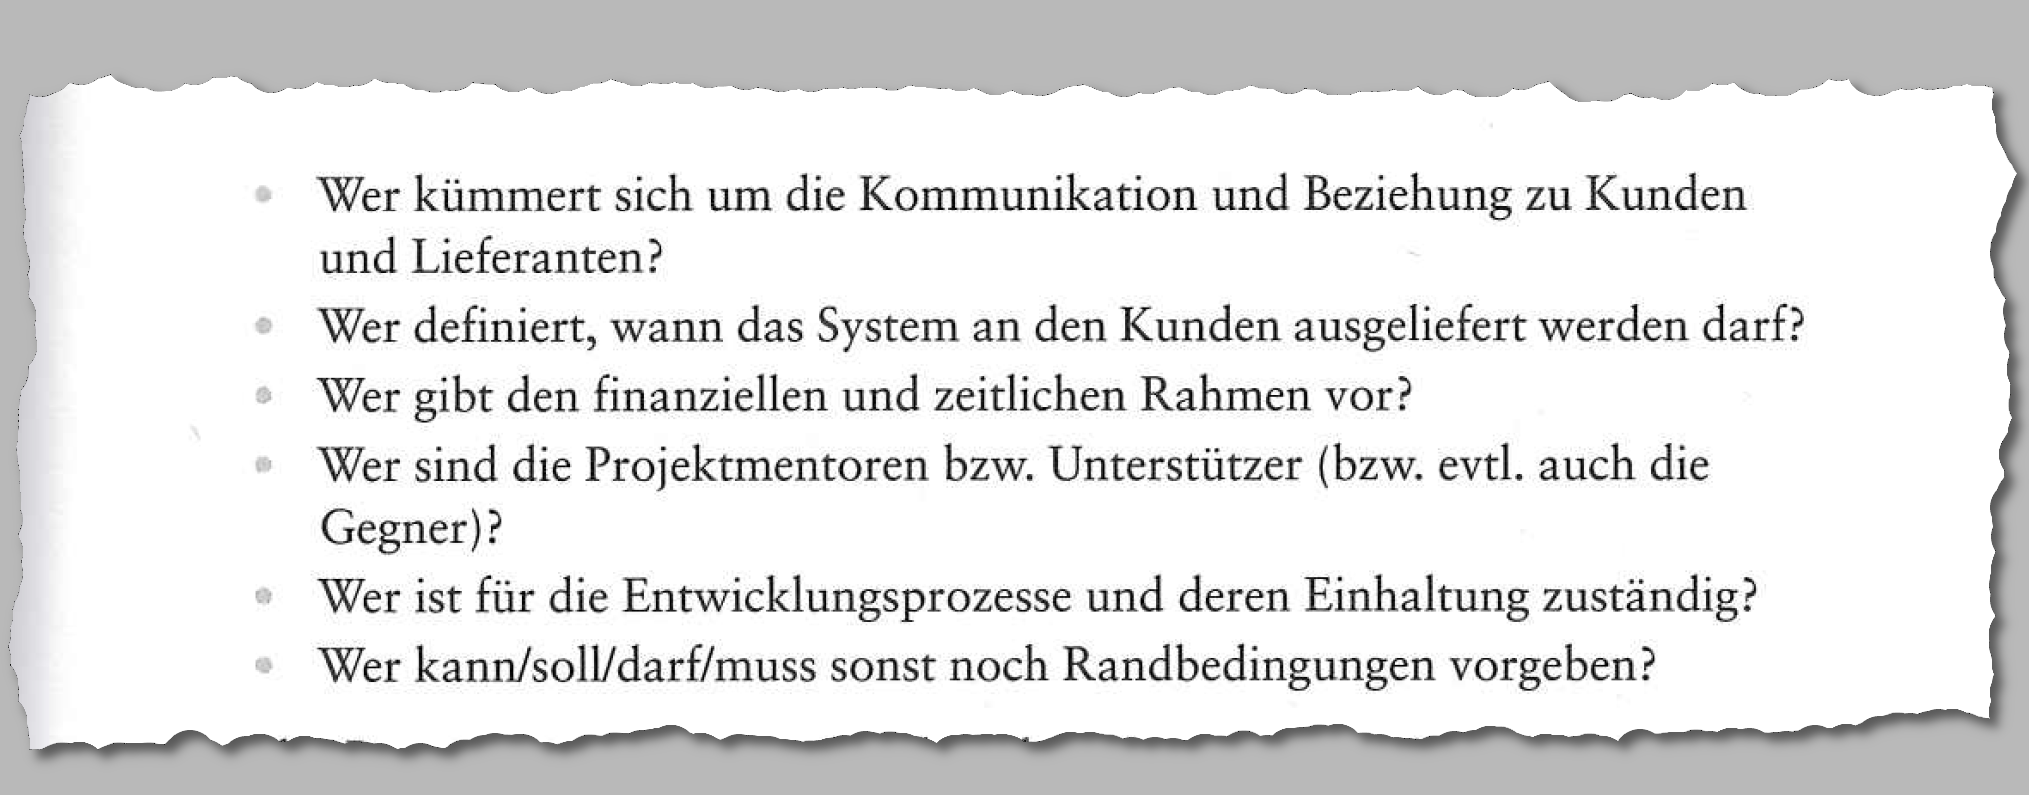 • Wer kümmert sich um die Kommunikation und Beziehung zu Kunden
und Lieferanten?
• Wer definiert, wann das System an den Kunden ausgeliefert werden darf?
• Wer gibt den finanziellen und zeitlichen Rahmen vor?
• Wer sind die Projektmentoren bzw. Unterstützer (bzw. evtl. auch die
Gegner)?
• Wer ist für die Entwicklungsprozesse und deren Einhaltung zuständig?
• Wer kann/soll/darf/muss sonst noch Randbedingungen vorgeben?